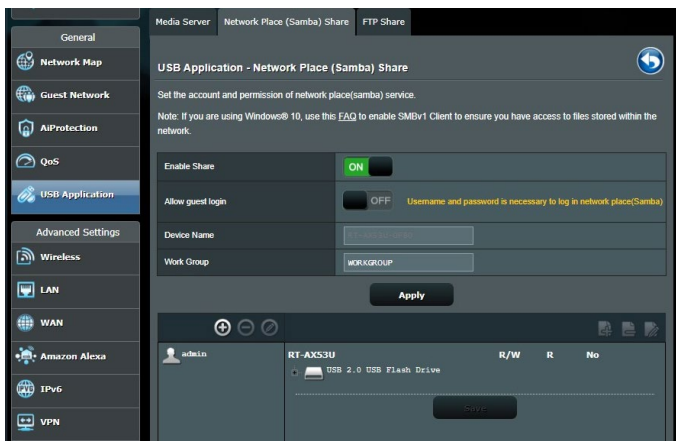 Media Server Network Place (Samba) Share FTP Share
General
Network Map
Guest Network
AiProtection
QoS
USB Application
Advanced Settings
Wireless
LAN
WAN
Amazon Alexa
IPv6
VPN
USB Application - Network Place (Samba) Share
Set the account and permission of network place(samba) service.
Note: If you are using Windows® 10, use this FAQ to enable SMBv1 Client to ensure you have access to files stored within the
network.
Enable Share ON
Allow guest login OFF Username and password is necessary to log in network place(Samba)
Device Name
Work Group WORKGROUP
Apply
admin
RT-AX53U R/W R No
USB 2.0 USB Flash Drive
Save